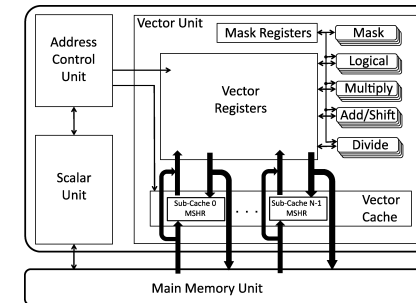 Vector Unit
Address
Control
Unit
Mask Registers
Mask
Logical
Multiply
Add/Shift
Divide
Vector
Registers
Scalar
Unit
Sub-Cache 0
MSHR
. . .
Sub-Cache N-1
MSHR
Vector
Cache
Main Memory Unit